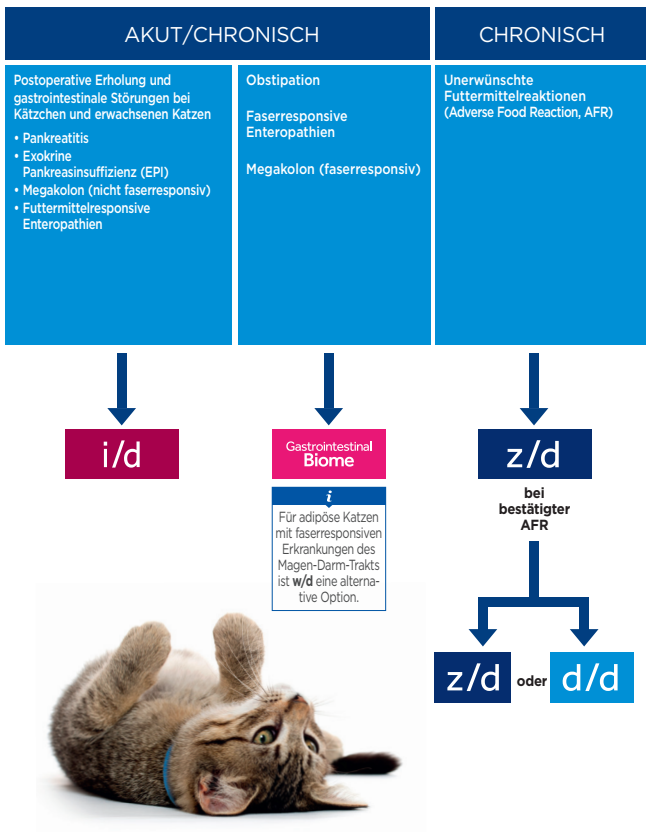 AKUT/CHRONISCH
CHRONISCH
Postoperative Erholung und
gastrointestinale Störungen bei
Kätzchen und erwachsenen Katzen
• Pankreatitis
• Exokrine
Pankreasinsuffizienz (EPI)
• Megakolon (nicht faserresponsiv)
• Futtermittelresponsive
Enteropathien
Obstipation
Faserresponsive
Enteropathien
Megakolon (faserresponsiv)
Unerwünschte
Futtermittelreaktionen
(Adverse Food Reaction, AFR)
i/d
Gastrointestinal
Biome
i
Für adipöse Katzen
mit faserresponsiven
Erkrankungen des
Magen-Darm-Trakts
ist w/d eine alterna-
tive Option.
z/d
bei
bestätigter
AFR
z/d oder d/d